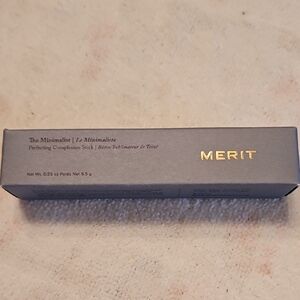 The Minimalist | Le Minimaliste
Perfecting Complexion Stick | Bâton Sublimateur de Teint
MERIT
Net Wt. 0.23 oz Poids Net 6.5 g